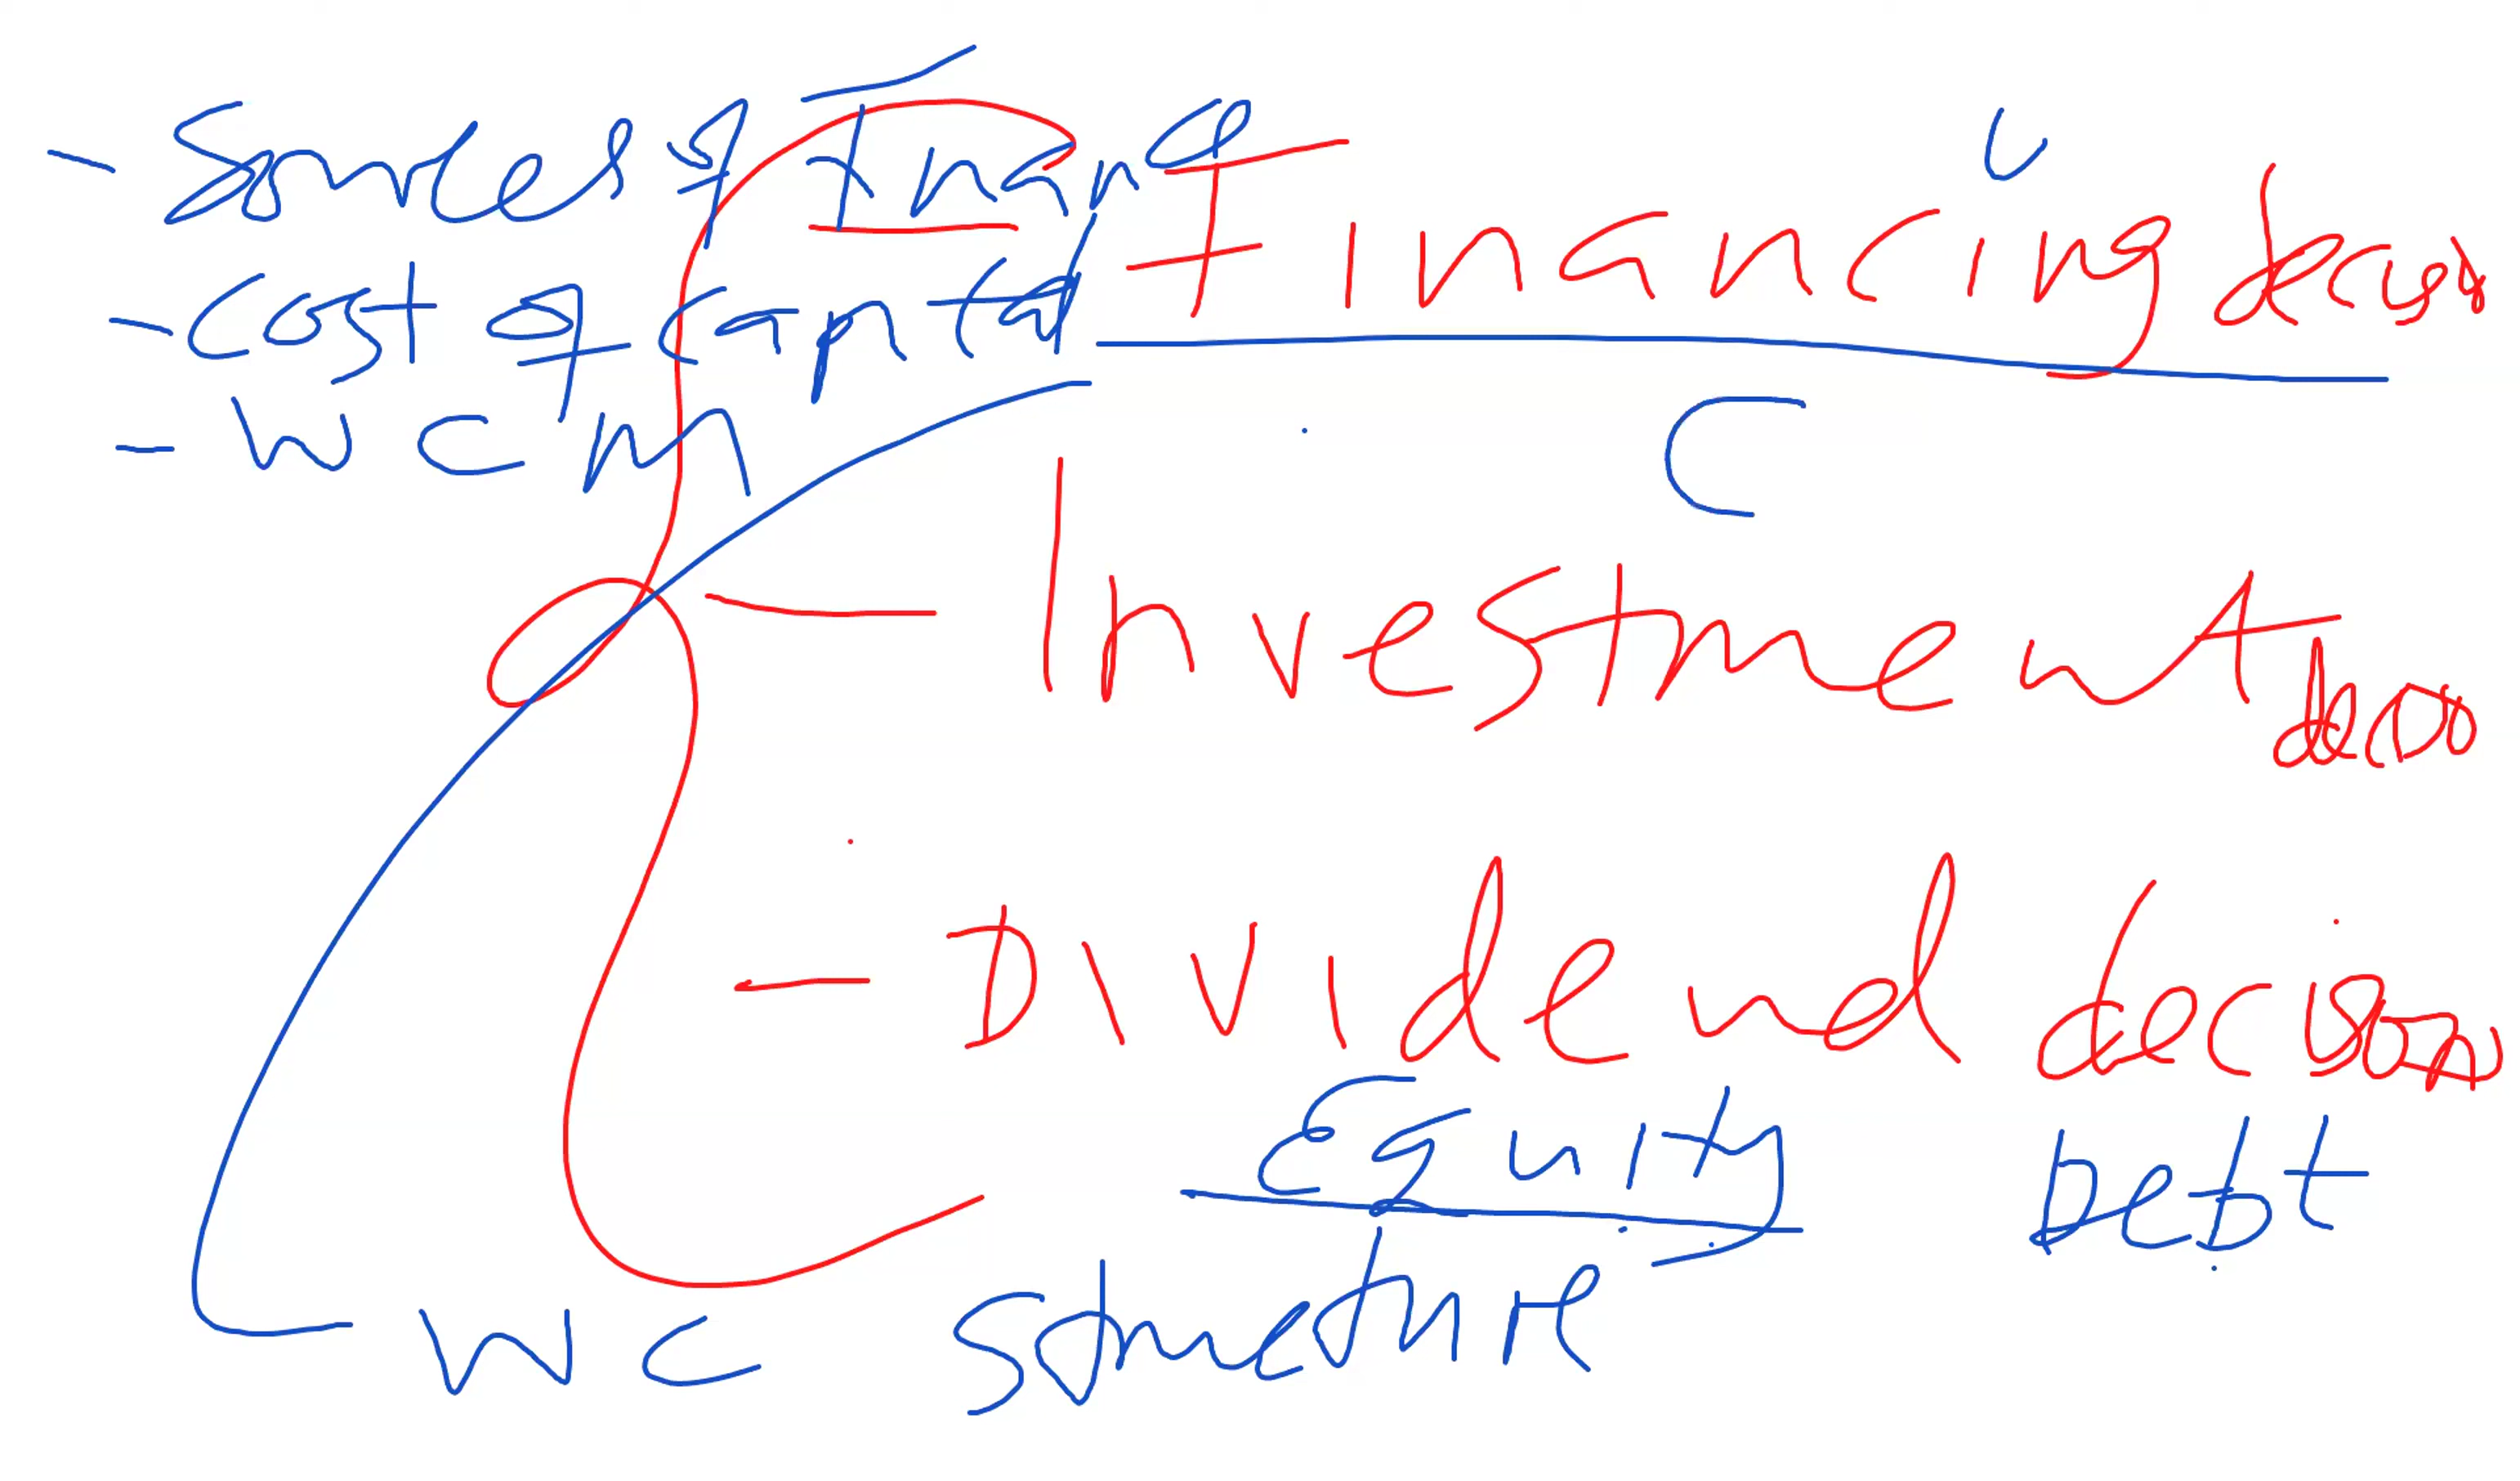 - Sources of Finance
- Cost of Capital
- WCM
Financing decision
C
- Investment decision
- Dividend decision
Equity Debt
- WC Structure